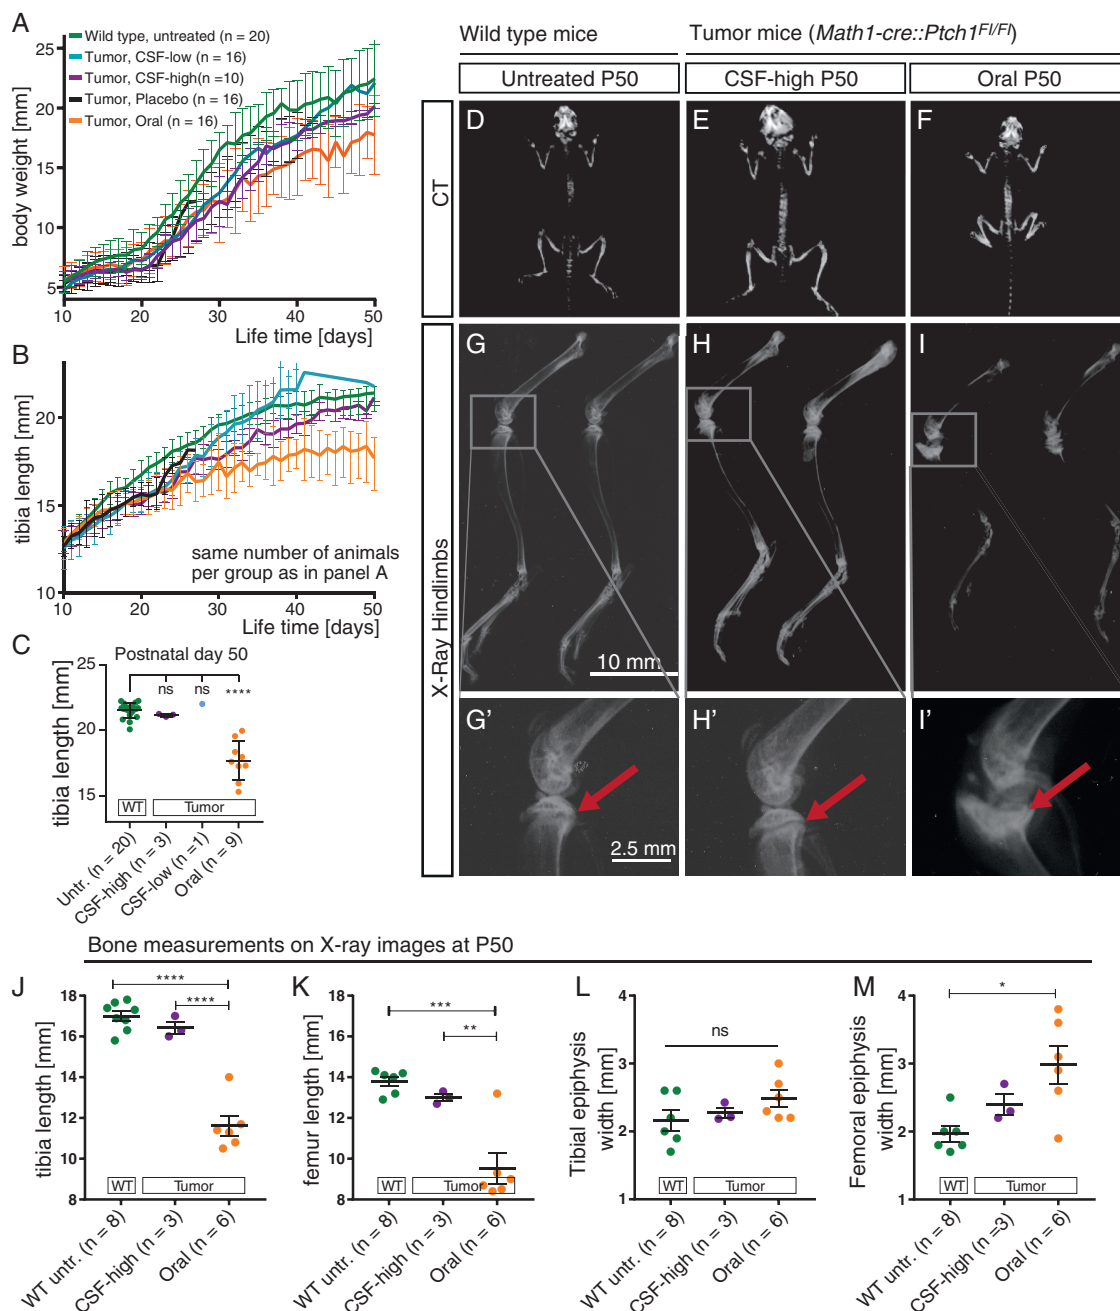 A
body weight [mm]
25
20
15
10
5
Wild type, untreated (n = 20)
Tumor, CSF-low (n = 16)
Tumor, CSF-high(n =10)
Tumor, Placebo (n = 16)
Tumor, Oral (n = 16)
10 20 30 40 50
Life time [days]
B
tibia length [mm]
20
15
10
same number of animals
per group as in panel A
10 20 30 40 50
Life time [days]
C
Postnatal day 50
tibia length [mm]
25
20
15
ns ns ****
WT Tumor
Untr. (n = 20)
CSF-high (n = 3)
CSF-low (n =1)
Oral (n = 9)
Wild type mice
Tumor mice (Math1-cre::Ptch1Fl/Fl)
Untreated P50 CSF-high P50 Oral P50
CT
D E F
X-Ray Hindlimbs
G H I
10 mm
G' H' I'
2.5 mm
Bone measurements on X-ray images at P50
J
tibia length [mm]
18
16
14
12
10
8
****
****
WT Tumor
WT untr. (n = 8)
CSF-high (n = 3)
Oral (n = 6)
K
femur length [mm]
18
16
14
12
10
8
***
**
WT Tumor
WT untr. (n = 8)
CSF-high (n = 3)
Oral (n = 6)
L
Tibial epiphysis
width [mm]
4
3
2
1
ns
WT Tumor
WT untr. (n = 8)
CSF-high (n = 3)
Oral (n = 6)
M
Femoral epiphysis
width [mm]
4
3
2
1
*
WT Tumor
WT untr. (n = 8)
CSF-high (n =3)
Oral (n = 6)